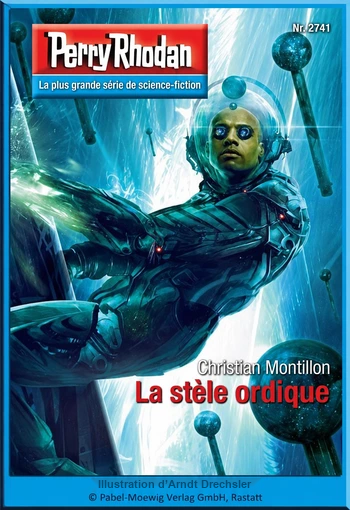 Nr. 2741
Perry Rhodan
La plus grande série de science-fiction
Christian Montillon
La stèle ordique
Illustration d'Arndt Drechsler
© Pabel-Moewig Verlag GmbH, Rastatt